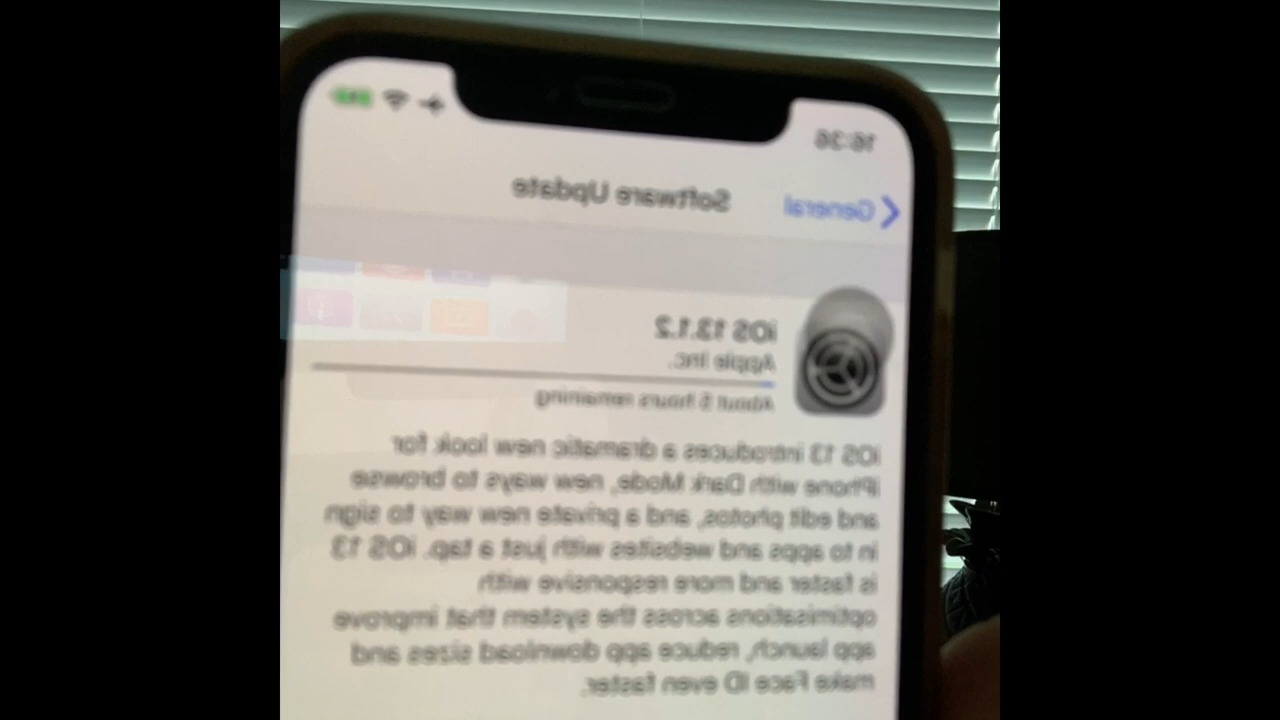 16:36
General
Software Update
iOS 13.1.2
Apple Inc.
About 5 hours remaining
iOS 13 introduces a dramatic new look for
iPhone with Dark Mode, new ways to browse
and edit photos, and a private new way to sign
in to apps and websites with just a tap. iOS 13
is faster and more responsive with
optimisations across the system that improve
app launch, reduce app download sizes and
make Face ID even faster.